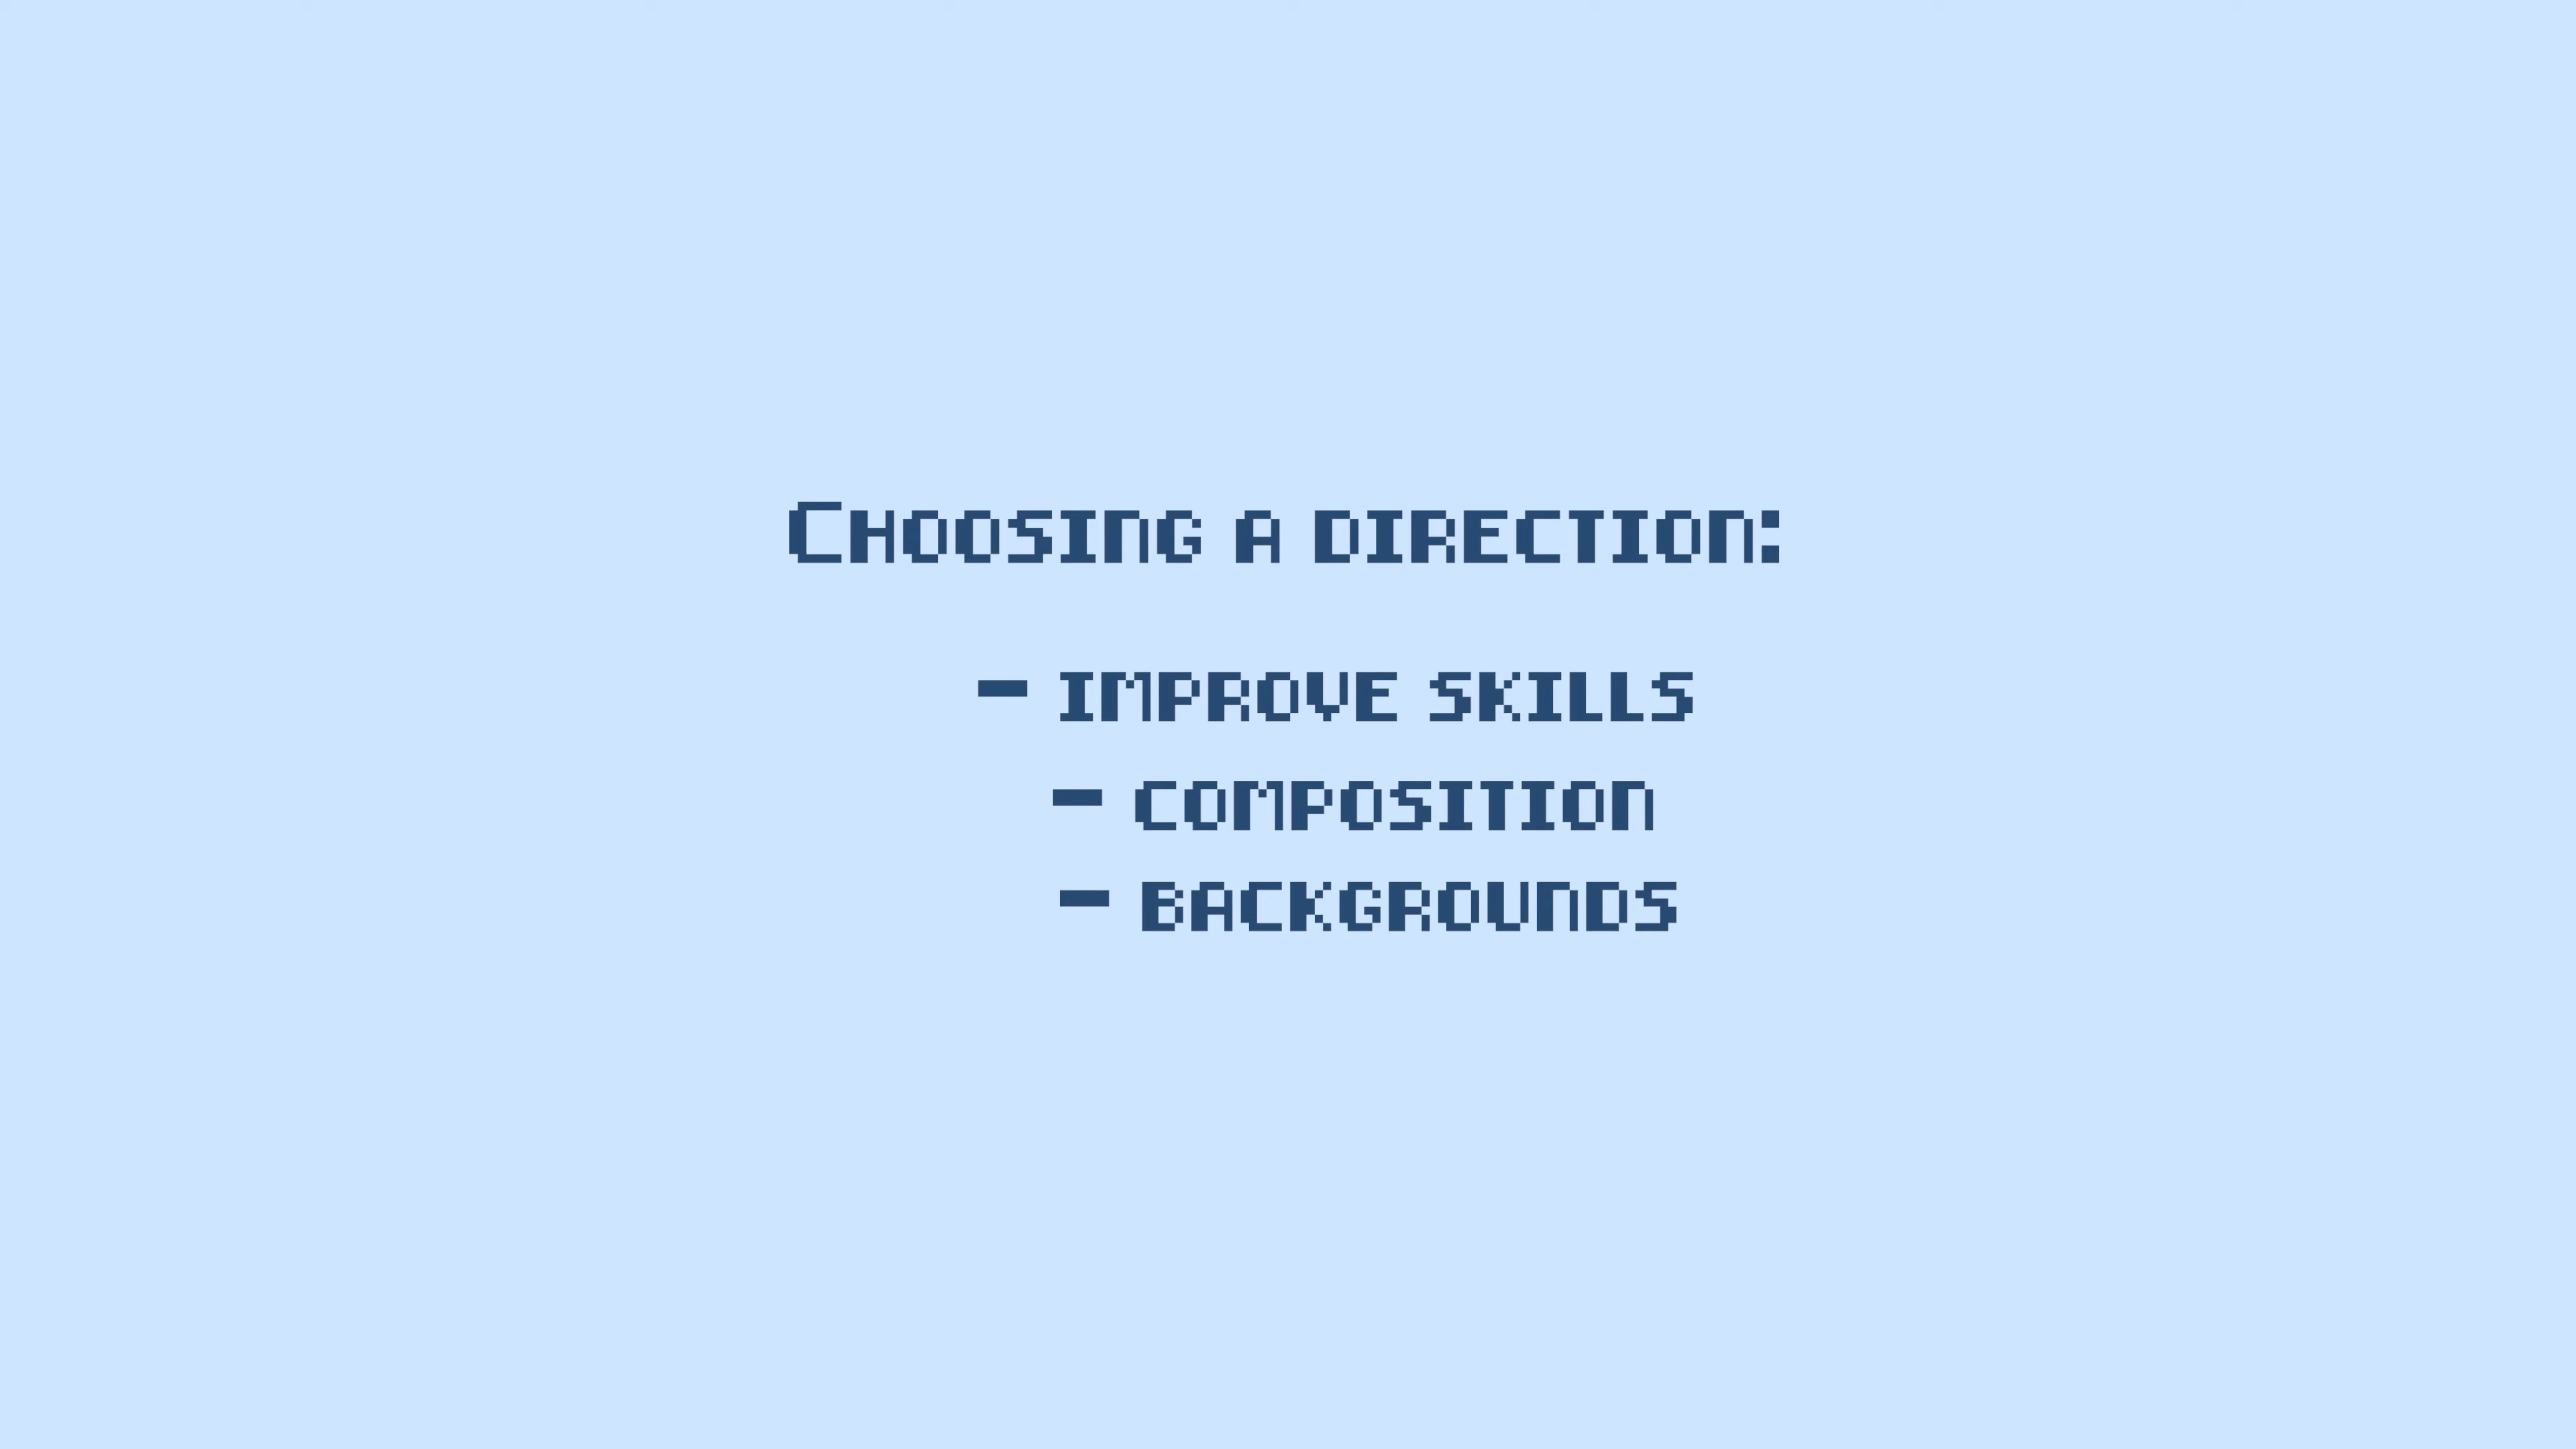 Choosing a direction:
- improve skills
- composition
- backgrounds